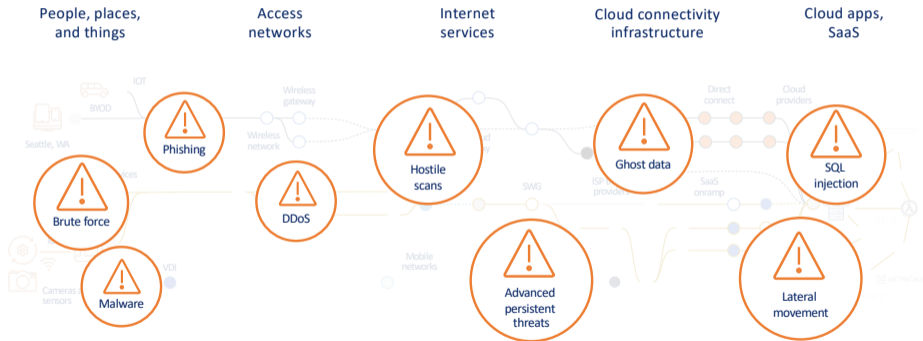 People, places,
and things
Access
networks
Internet
services
Cloud connectivity
infrastructure
Cloud apps,
SaaS
IOT
BYOD
Seattle, WA
Phishing
Wireless
gateway
Wireless
network
Hostile
scans
Ghost data
Direct
connect
Cloud
providers
SQL
injection
Brute force
DDoS
SWG
ISP
SaaS
onramp
Malware
VDI
Cameras
sensors
Mobile
networks
Advanced
persistent
threats
Lateral
movement